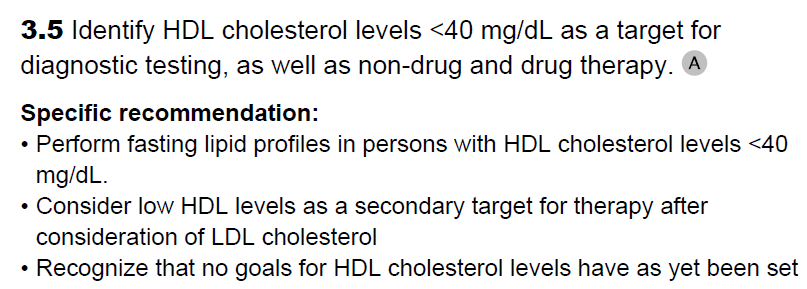 3.5 Identify HDL cholesterol levels <40 mg/dL as a target for
diagnostic testing, as well as non-drug and drug therapy. A
Specific recommendation:
• Perform fasting lipid profiles in persons with HDL cholesterol levels <40
mg/dL.
• Consider low HDL levels as a secondary target for therapy after
consideration of LDL cholesterol
• Recognize that no goals for HDL cholesterol levels have as yet been set